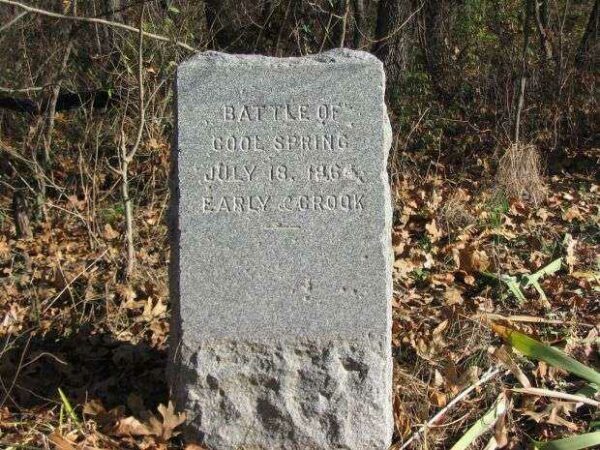 BATTLE OF
COOL SPRING
JULY 18. 1864
EARLY & CROOK